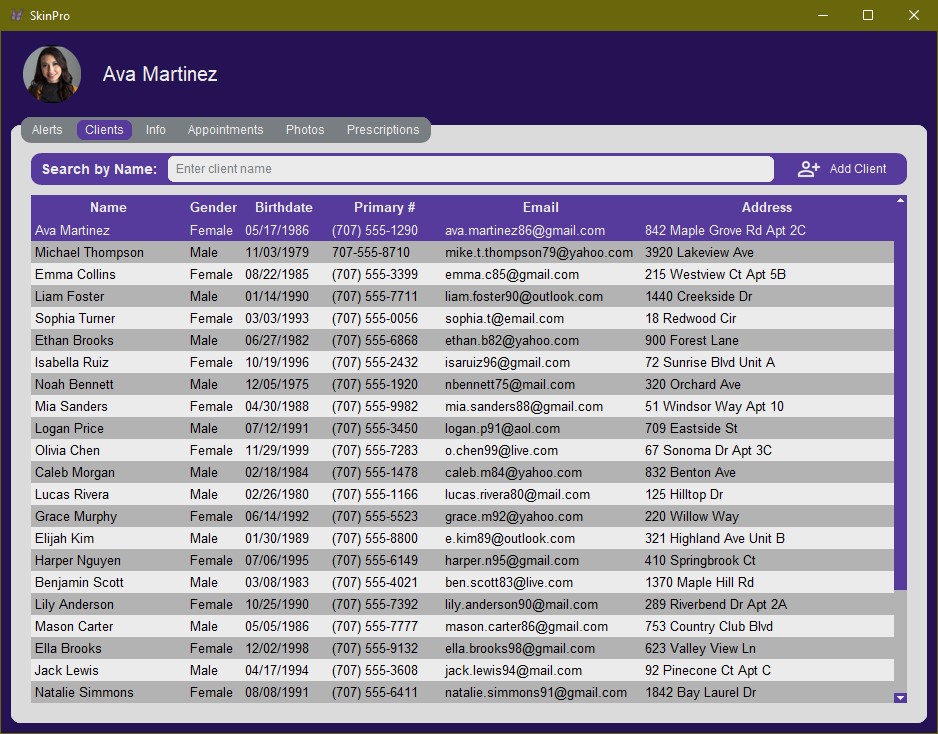 SkinPro
Ava Martinez
Alerts Clients Info Appointments Photos Prescriptions
Search by Name: Enter client name Add Client
Name Gender Birthdate Primary # Email Address
Ava Martinez Female 05/17/1986 (707) 555-1290 ava.martinez86@gmail.com 842 Maple Grove Rd Apt 2C
Michael Thompson Male 11/03/1979 707-555-8710 mike.t.thompson79@yahoo.com 3920 Lakeview Ave
Emma Collins Female 08/22/1985 (707) 555-3399 emma.c85@gmail.com 215 Westview Ct Apt 5B
Liam Foster Male 01/14/1990 (707) 555-7711 liam.foster90@outlook.com 1440 Creekside Dr
Sophia Turner Female 03/03/1993 (707) 555-0056 sophia.t@email.com 18 Redwood Cir
Ethan Brooks Male 06/27/1982 (707) 555-6868 ethan.b82@yahoo.com 900 Forest Lane
Isabella Ruiz Female 10/19/1996 (707) 555-2432 isaruiz96@gmail.com 72 Sunrise Blvd Unit A
Noah Bennett Male 12/05/1975 (707) 555-1920 nbennett75@mail.com 320 Orchard Ave
Mia Sanders Female 04/30/1988 (707) 555-9982 mia.sanders88@gmail.com 51 Windsor Way Apt 10
Logan Price Male 07/12/1991 (707) 555-3450 logan.p91@aol.com 709 Eastside St
Olivia Chen Female 11/29/1999 (707) 555-7283 o.chen99@live.com 67 Sonoma Dr Apt 3C
Caleb Morgan Male 02/18/1984 (707) 555-1478 caleb.m84@yahoo.com 832 Benton Ave
Lucas Rivera Male 02/26/1980 (707) 555-1166 lucas.rivera80@mail.com 125 Hilltop Dr
Grace Murphy Female 06/14/1992 (707) 555-5523 grace.m92@yahoo.com 220 Willow Way
Elijah Kim Male 01/30/1989 (707) 555-8800 e.kim89@outlook.com 321 Highland Ave Unit B
Harper Nguyen Female 07/06/1995 (707) 555-6149 harper.n95@gmail.com 410 Springbrook Ct
Benjamin Scott Male 03/08/1983 (707) 555-4021 ben.scott83@live.com 1370 Maple Hill Rd
Lily Anderson Female 10/25/1990 (707) 555-7392 lily.anderson90@mail.com 289 Riverbend Dr Apt 2A
Mason Carter Male 05/05/1986 (707) 555-7777 mason.carter86@gmail.com 753 Country Club Blvd
Ella Brooks Female 12/02/1998 (707) 555-9132 ella.brooks98@gmail.com 623 Valley View Ln
Jack Lewis Male 04/17/1994 (707) 555-3608 jack.lewis94@mail.com 92 Pinecone Ct Apt C
Natalie Simmons Female 08/08/1991 (707) 555-6411 natalie.simmons91@gmail.com 1842 Bay Laurel Dr